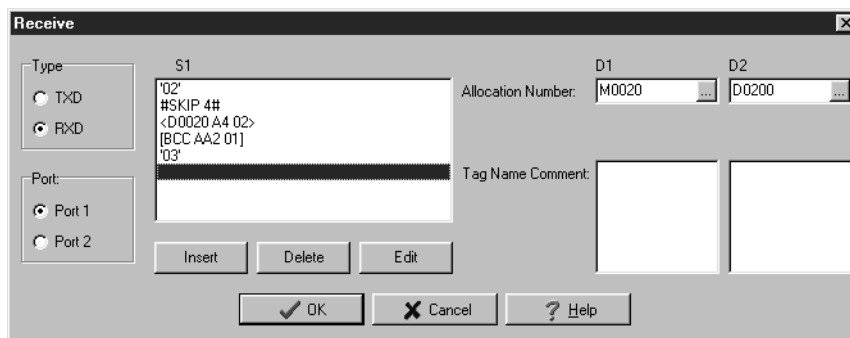 Receive
Type
TXD
RXD
Port:
Port 1
Port 2
S1
'02'
#SKIP 4#
<D0020 A4 02>
[BCC AA2 01]
'03'
Insert
Delete
Edit
D1
D2
Allocation Number:
M0020
...
D0200
...
Tag Name Comment:
OK
Cancel
? Help